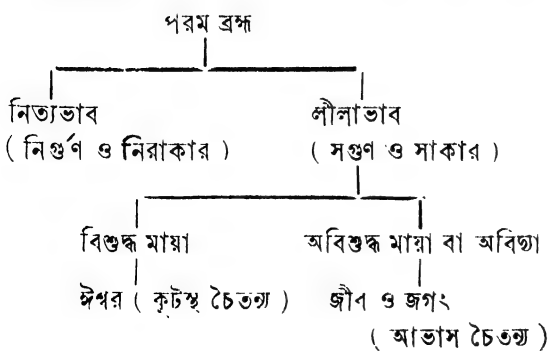 পরম ব্রহ্ম
নিত্যভাব লীলাভাব
( নির্গুণ ও নিরাকার ) ( সগুণ ও সাকার )
বিশুদ্ধ মায়া অবিশুদ্ধ মায়া বা অবিদ্যা
ঈশ্বর ( কূটস্থ চৈতন্য ) জীব ও জগৎ
( আভাস চৈতন্য )